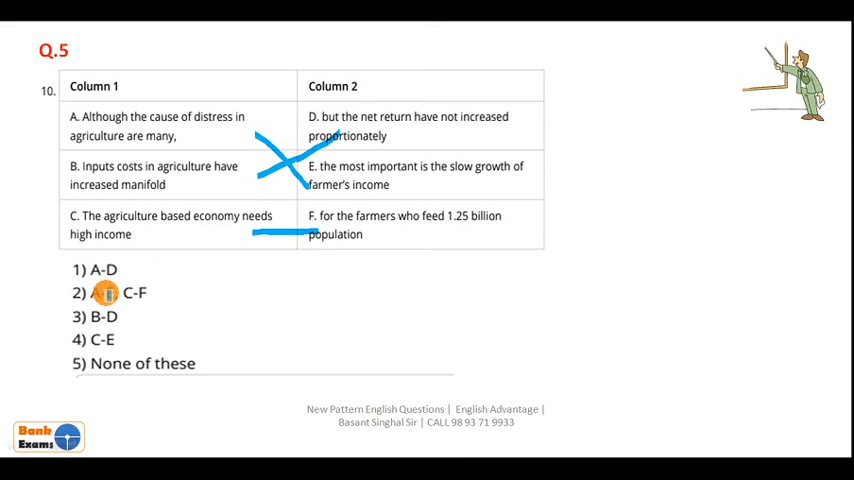 Q.5
10.
Column 1
Column 2
A. Although the cause of distress in
agriculture are many,
D. but the net return have not increased
proportionately
B. Inputs costs in agriculture have
increased manifold
E. the most important is the slow growth of
farmer's income
C. The agriculture based economy needs
high income
F. for the farmers who feed 1.25 billion
population
1) A-D
2) C-F
3) B-D
4) C-E
5) None of these
New Pattern English Questions | English Advantage |
Basant Singhal Sir | CALL 98 93 71 9933
Bank
Exams